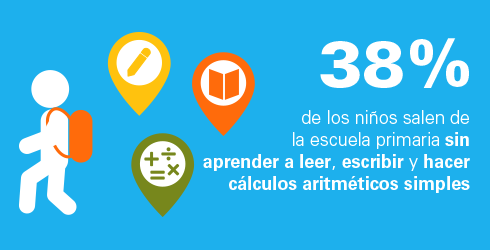 38%
de los niños salen de
la escuela primaria sin
aprender a leer, escribir y hacer
cálculos aritméticos simples